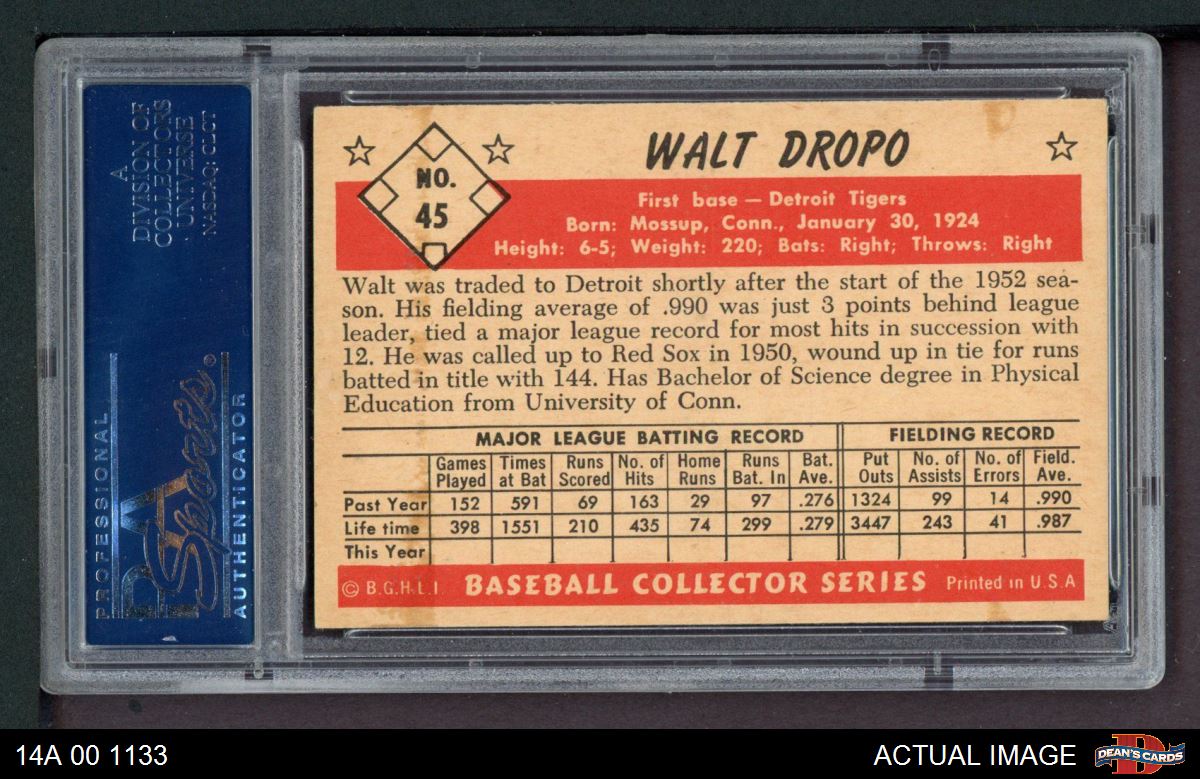 A
DIVISION OF
COLLECTORS
UNIVERSE
NASDAQ: CLCT
PROFESSIONAL
PSA
Sports®
AUTHENTICATOR
NO.
45
WALT DROPO
First base — Detroit Tigers
Born: Mossup, Conn., January 30, 1924
Height: 6-5; Weight: 220; Bats: Right; Throws: Right
Walt was traded to Detroit shortly after the start of the 1952 sea-
son. His fielding average of .990 was just 3 points behind league
leader, tied a major league record for most hits in succession with
12. He was called up to Red Sox in 1950, wound up in tie for runs
batted in title with 144. Has Bachelor of Science degree in Physical
Education from University of Conn.
MAJOR LEAGUE BATTING RECORD FIELDING RECORD
Games Times Runs No. of Home Runs Bat. Put No. of No. of Field.
Played at Bat Scored Hits Runs Bat. In Ave. Outs Assists Errors Ave.
Past Year 152 591 69 163 29 97 .276 1324 99 14 .990
Life time 398 1551 210 435 74 299 .279 3447 243 41 .987
This Year
© B.G.H.L.I. BASEBALL COLLECTOR SERIES Printed in U.S.A
14A 00 1133 ACTUAL IMAGE DEAN'S CARDS